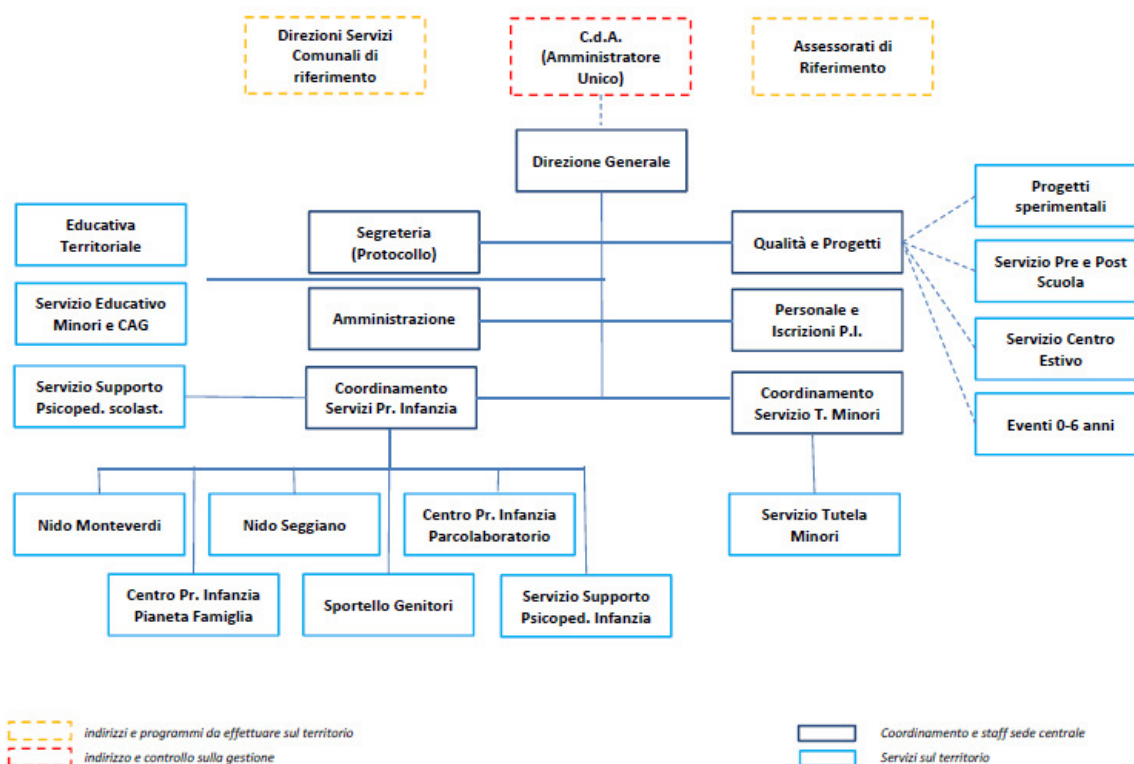 Direzioni Servizi
Comunali di
riferimento
C.d.A.
(Amministratore
Unico)
Assessorati di
Riferimento
Direzione Generale
Educativa
Territoriale
Segreteria
(Protocollo)
Qualità e Progetti
Progetti
sperimentali
Servizio Pre e Post
Scuola
Servizio Educativo
Minori e CAG
Amministrazione
Personale e
Iscrizioni P.I.
Servizio Centro
Estivo
Servizio Supporto
Psicoped. scolast.
Coordinamento
Servizi Pr. Infanzia
Coordinamento
Servizio T. Minori
Eventi 0-6 anni
Nido Monteverdi
Nido Seggiano
Centro Pr. Infanzia
Parcolaboratorio
Servizio Tutela
Minori
Centro Pr. Infanzia
Pianeta Famiglia
Sportello Genitori
Servizio Supporto
Psicoped. Infanzia
indirizzi e programmi da effettuare sul territorio
Coordinamento e staff sede centrale
indirizzo e controllo sulla gestione
Servizi sul territorio